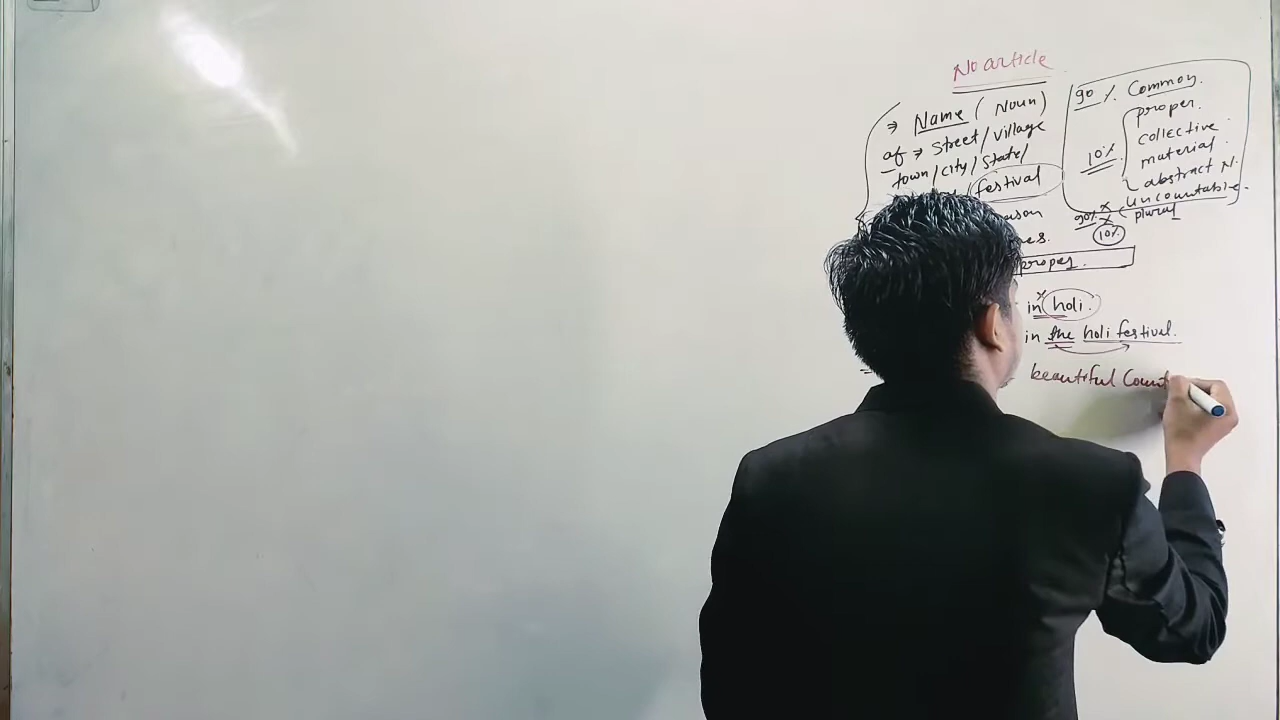 No article
⇒ Name (Noun)
of ⇒ Street/village
town/city/State/
festival
es.
proper.
in holi.
in the holi festival.
beautiful Count
90 % Common.
proper.
collective.
10% material.
abstract N.
Uncountable.
90% plural
10%